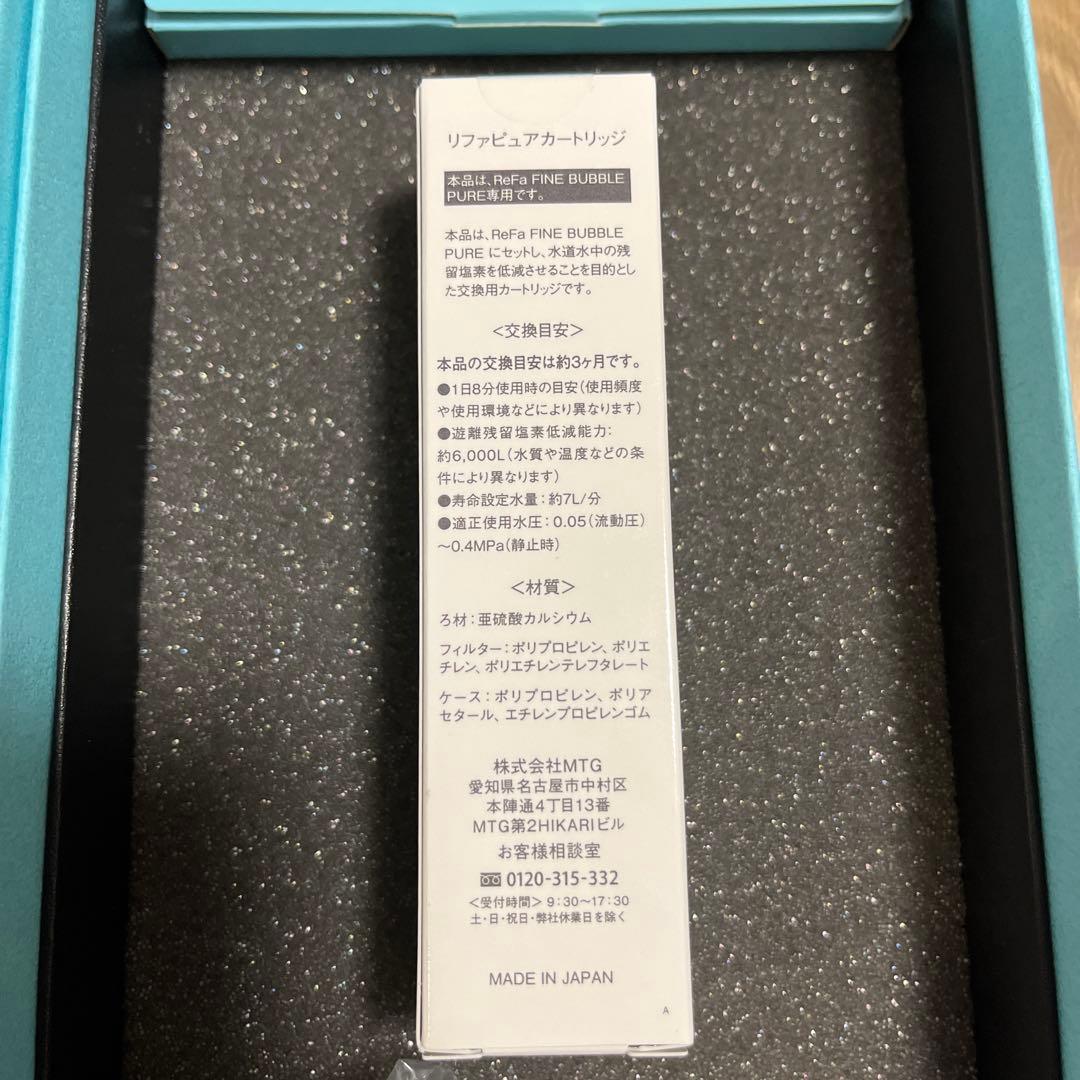 リファピュアカートリッジ
本品は、ReFa FINE BUBBLE
PURE専用です。
本品は、ReFa FINE BUBBLE
PURE にセットし、水道水中の残
留塩素を低減させることを目的とし
た交換用カートリッジです。
＜交換目安＞
本品の交換目安は約3ヶ月です。
●1日8分使用時の目安（使用頻度
や使用環境などにより異なります）
●遊離残留塩素低減能力：
約6,000L（水質や温度などの条
件により異なります）
●寿命設定水量：約7L/分
●適正使用水圧：0.05（流動圧）
～0.4MPa（静止時）
＜材質＞
ろ材：亜硫酸カルシウム
フィルター：ポリプロピレン、ポリエ
チレン、ポリエチレンテレフタレート
ケース：ポリプロピレン、ポリア
セタール、エチレンプロピレンゴム
株式会社MTG
愛知県名古屋市中村区
本陣通4丁目13番
MTG第2HIKARIビル
お客様相談室
0120-315-332
＜受付時間＞ 9：30～17：30
土・日・祝日・弊社休業日を除く
MADE IN JAPAN
A